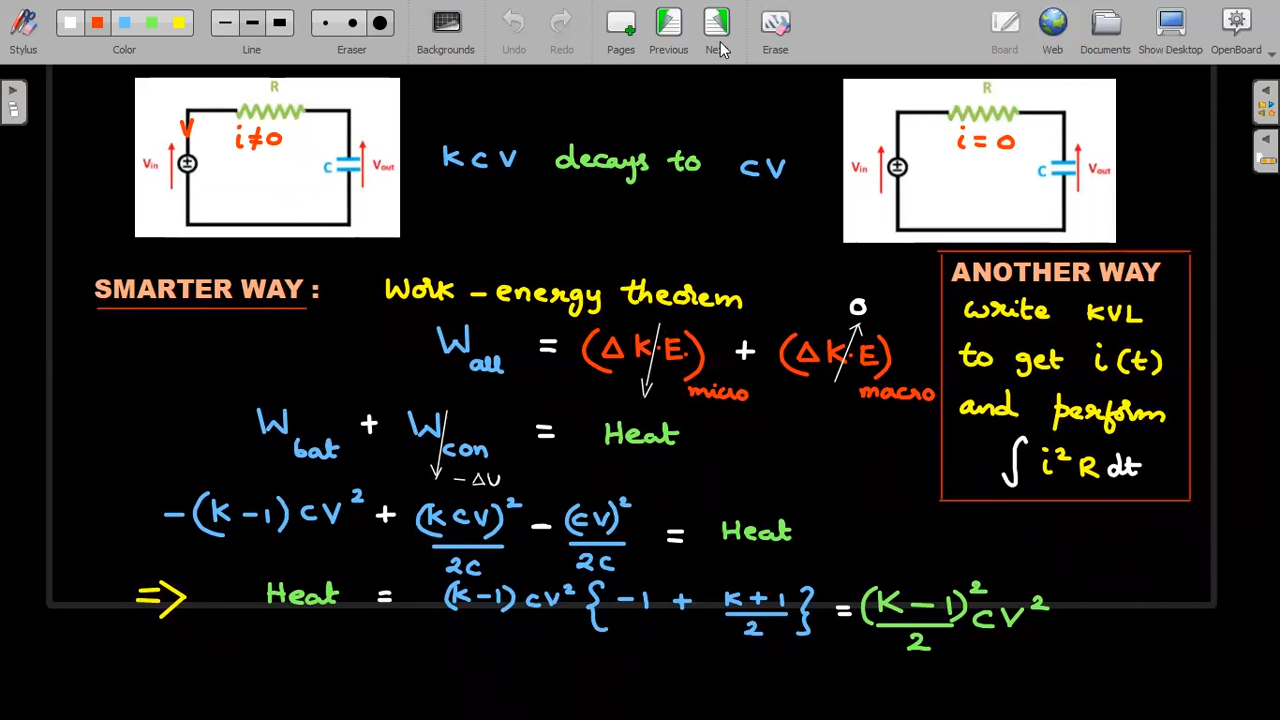 Stylus Color Line Eraser Backgrounds Undo Redo Pages Previous Erase Board Web Documents Show Desktop OpenBoard
R
V
i ≠ 0
Vin
C
Vout
KCV decays to CV
R
i = 0
Vin
C
Vout
SMARTER WAY : Work - energy theorem
0
W all = (Δ K·E·) micro + (Δ K·E) macro
W bat + W con = Heat
- ΔU
-(K-1) CV² + (KCV)²/2C - (CV)²/2C = Heat
=> Heat = (K-1) CV² { -1 + K+1/2 } = (K-1)²/2 CV²
ANOTHER WAY
write KVL
to get i(t)
and perform
∫ i² R dt